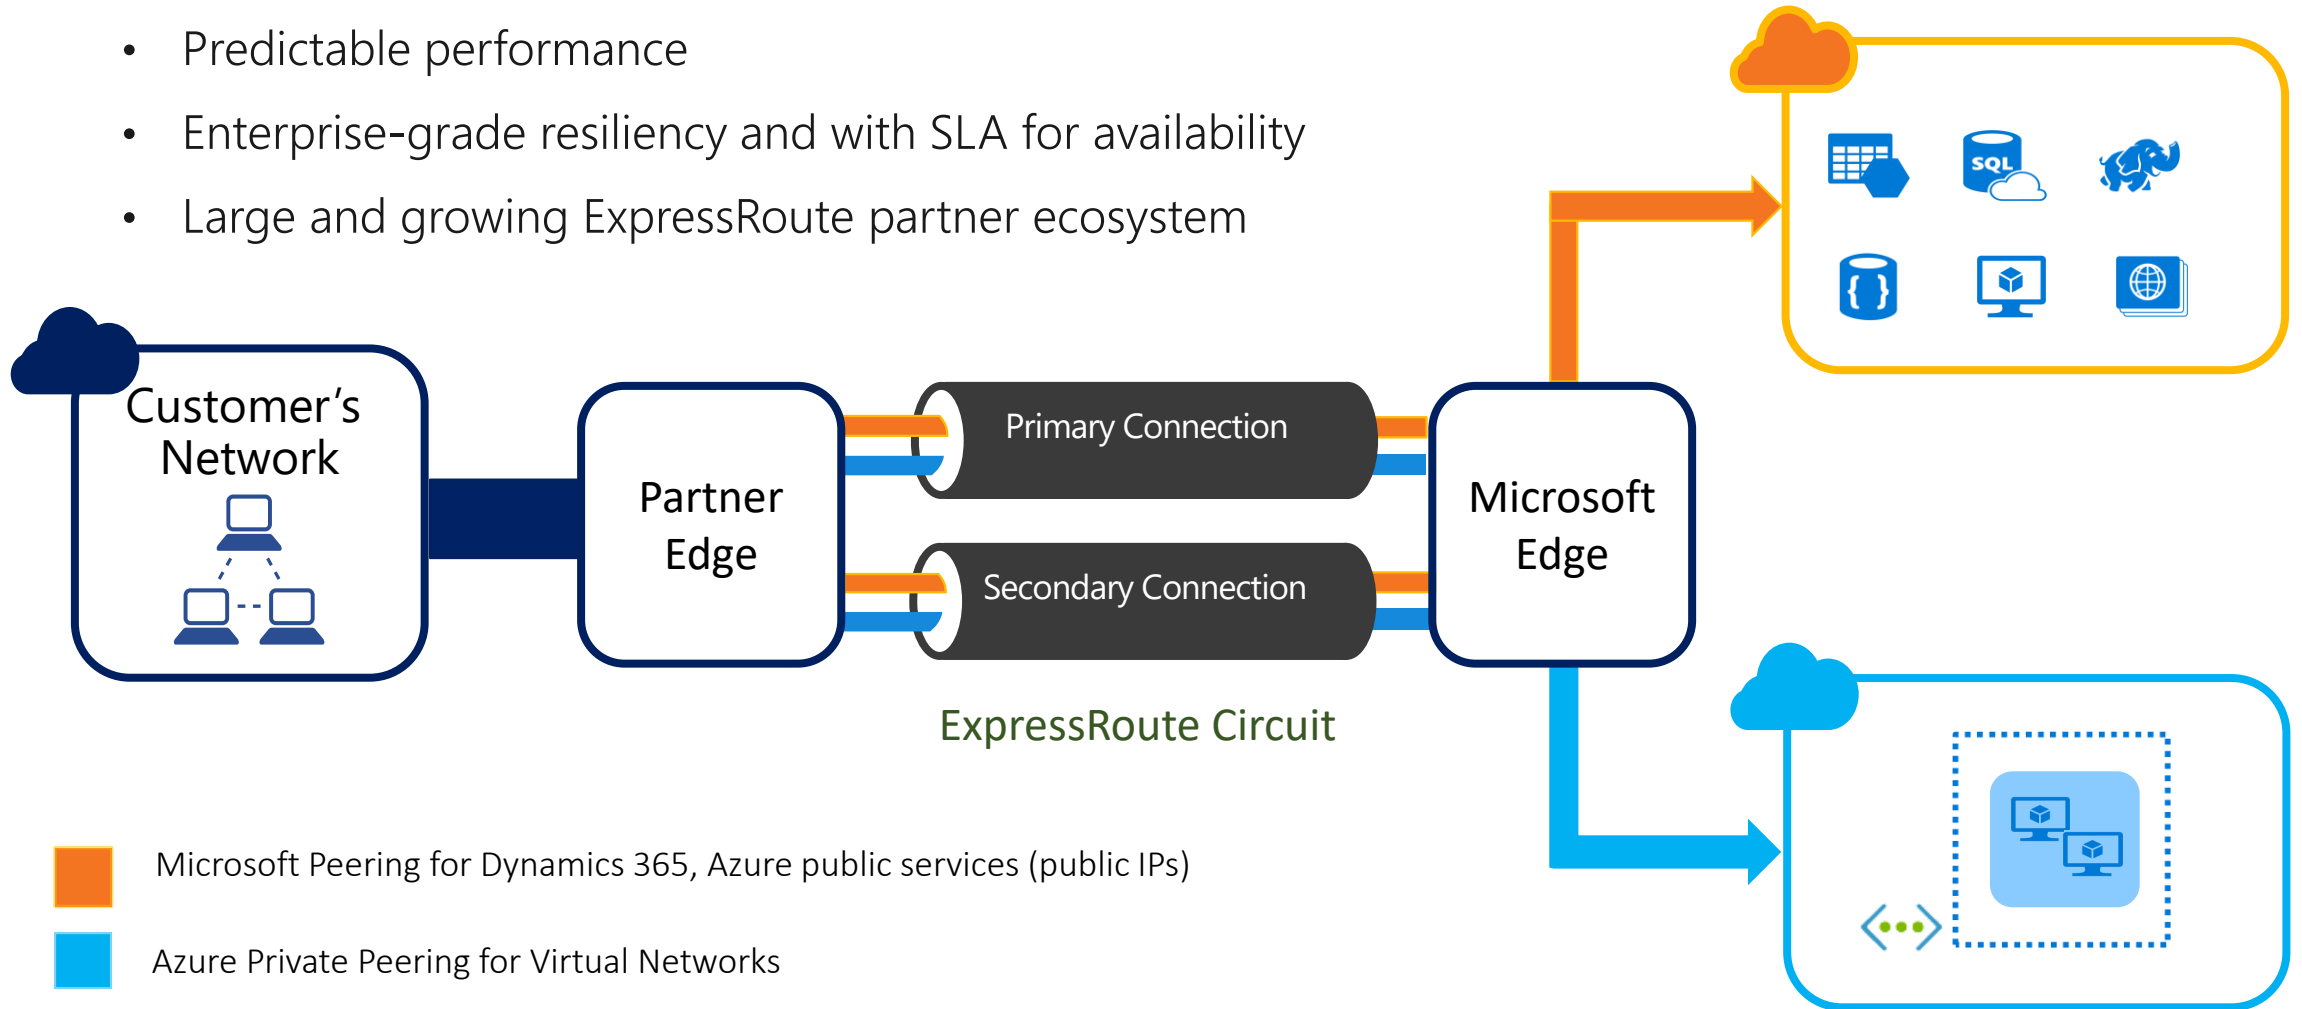 • Predictable performance
• Enterprise-grade resiliency and with SLA for availability
• Large and growing ExpressRoute partner ecosystem
SQL
{ }
Customer’s
Network
Partner
Edge
Primary Connection
Secondary Connection
Microsoft
Edge
ExpressRoute Circuit
Microsoft Peering for Dynamics 365, Azure public services (public IPs)
Azure Private Peering for Virtual Networks